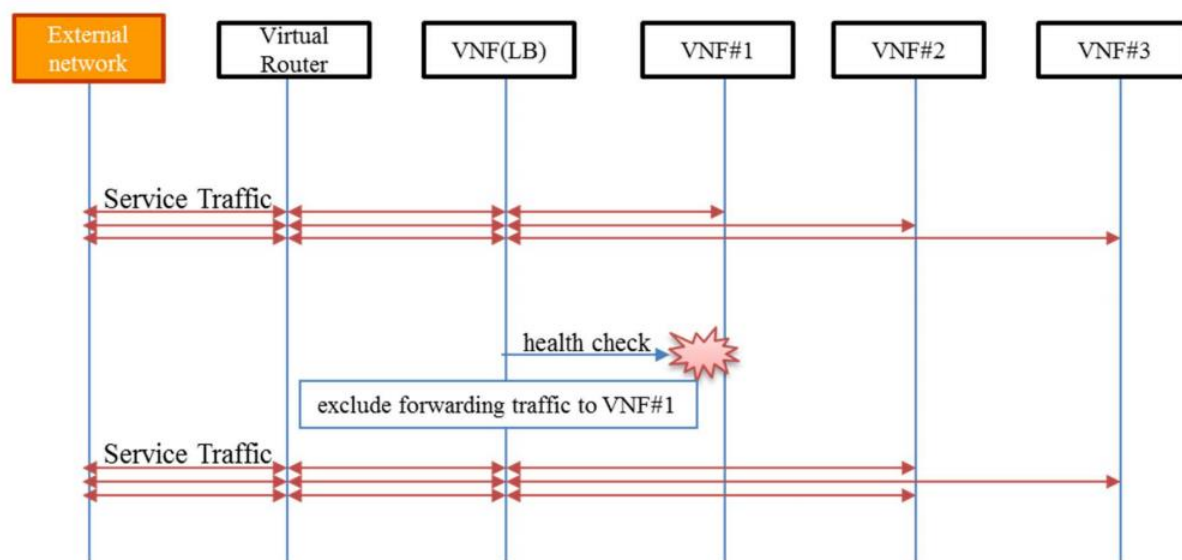 External
network
Virtual
Router
VNF(LB)
VNF#1
VNF#2
VNF#3
Service Traffic
health check
exclude forwarding traffic to VNF#1
Service Traffic